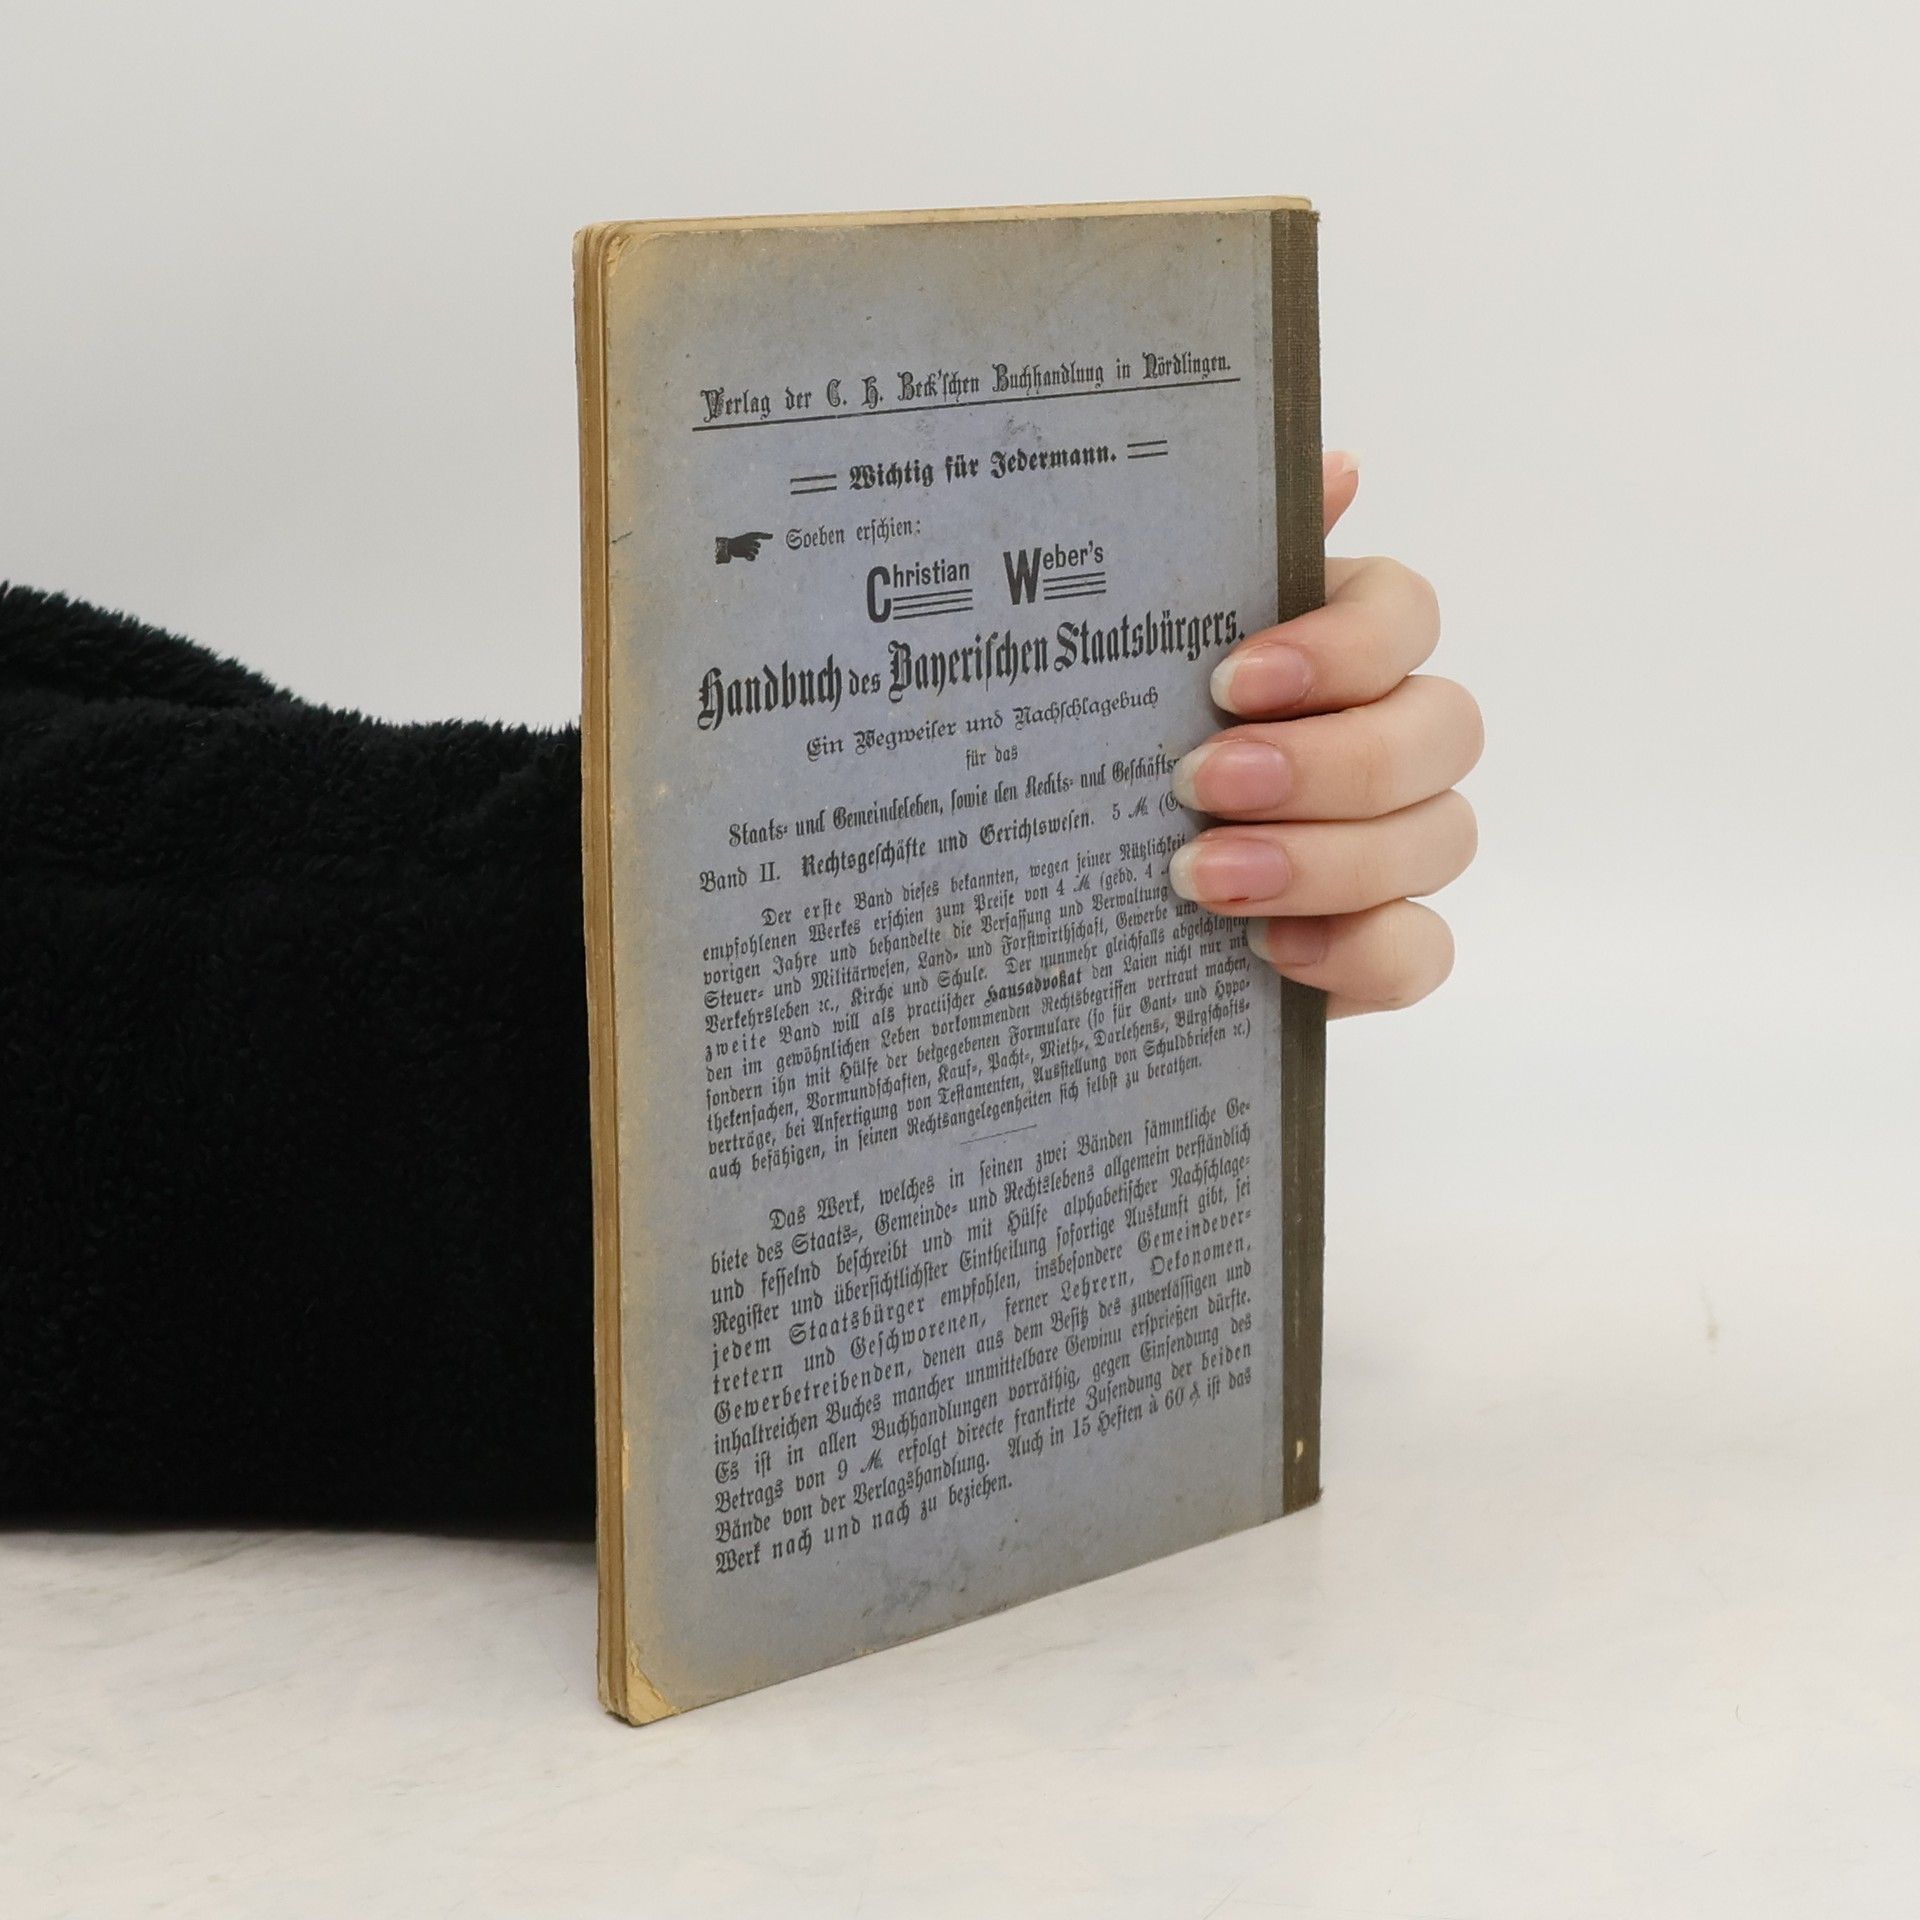 Verlag der C. H. Beck'schen Buchhandlung in Nördlingen.
Wichtig für Jedermann.
Soeben erschien:
Christian Weber's
Handbuch des Bayerischen Staatsbürgers.
Ein Wegweiser und Nachschlagebuch
für das
Staats- und Gemeindeleben, sowie den Rechts- und
Band II. Rechtsgeschäfte und Gerichtswesen. 5 M.
Der erste Band dieses bekannten, wegen seiner Nützlichkeit
empfohlenen Werkes erschien zum Preise von 4 M. (gebd. 4
vorigen Jahre und behandelte die Verfassung und Verwaltung
Steuer- und Militärwesen, Land- und Forstwirthschaft, Gewerbe und
Verkehrsleben ꝛc., Kirche und Schule. Der nunmehr gleichfalls abgeschlossene
zweite Band will als practischer Hausadvokat den Laien nicht nur mit
den im gewöhnlichen Leben vorkommenden Rechtsbegriffen vertraut machen,
sondern ihn mit Hülfe der beigegebenen Formulare (so für Gant- und Hypo-
thekensachen, Vormundschaften, Kauf-, Pacht-, Mieth-, Darlehens-, Bürgschafts-
verträge, bei Anfertigung von Testamenten, Ausstellung von Schuldbriefen ꝛc.)
auch befähigen, in seinen Rechtsangelegenheiten sich selbst zu berathen.
Das Werk, welches in seinen zwei Bänden sämmtliche Ge-
biete des Staats-, Gemeinde- und Rechtslebens allgemein verständlich
und fesselnd beschreibt und mit Hülfe alphabetischer Nachschlage-
Register und übersichtlichster Eintheilung sofortige Auskunft gibt, sei
jedem Staatsbürger empfohlen, insbesondere Gemeindever-
tretern und Geschworenen, ferner Lehrern, Oekonomen,
Gewerbetreibenden, denen aus dem Besitz des zuverlässigen und
inhaltreichen Buches mancher unmittelbare Gewinn ersprießen dürfte.
Es ist in allen Buchhandlungen vorräthig, gegen Einsendung des
Betrags von 9 M. erfolgt directe frankirte Zusendung der beiden
Bände von der Verlagshandlung. Auch in 15 Heften à 60 ₰ ist das
Werk nach und nach zu beziehen.